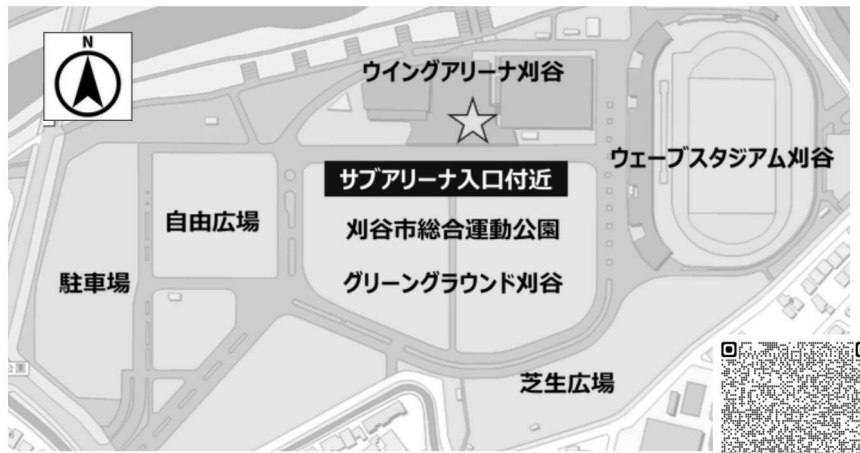 N
ウイングアリーナ刈谷
ウェーブスタジアム刈谷
サブアリーナ入口付近
自由広場
刈谷市総合運動公園
駐車場
グリーングラウンド刈谷
芝生広場